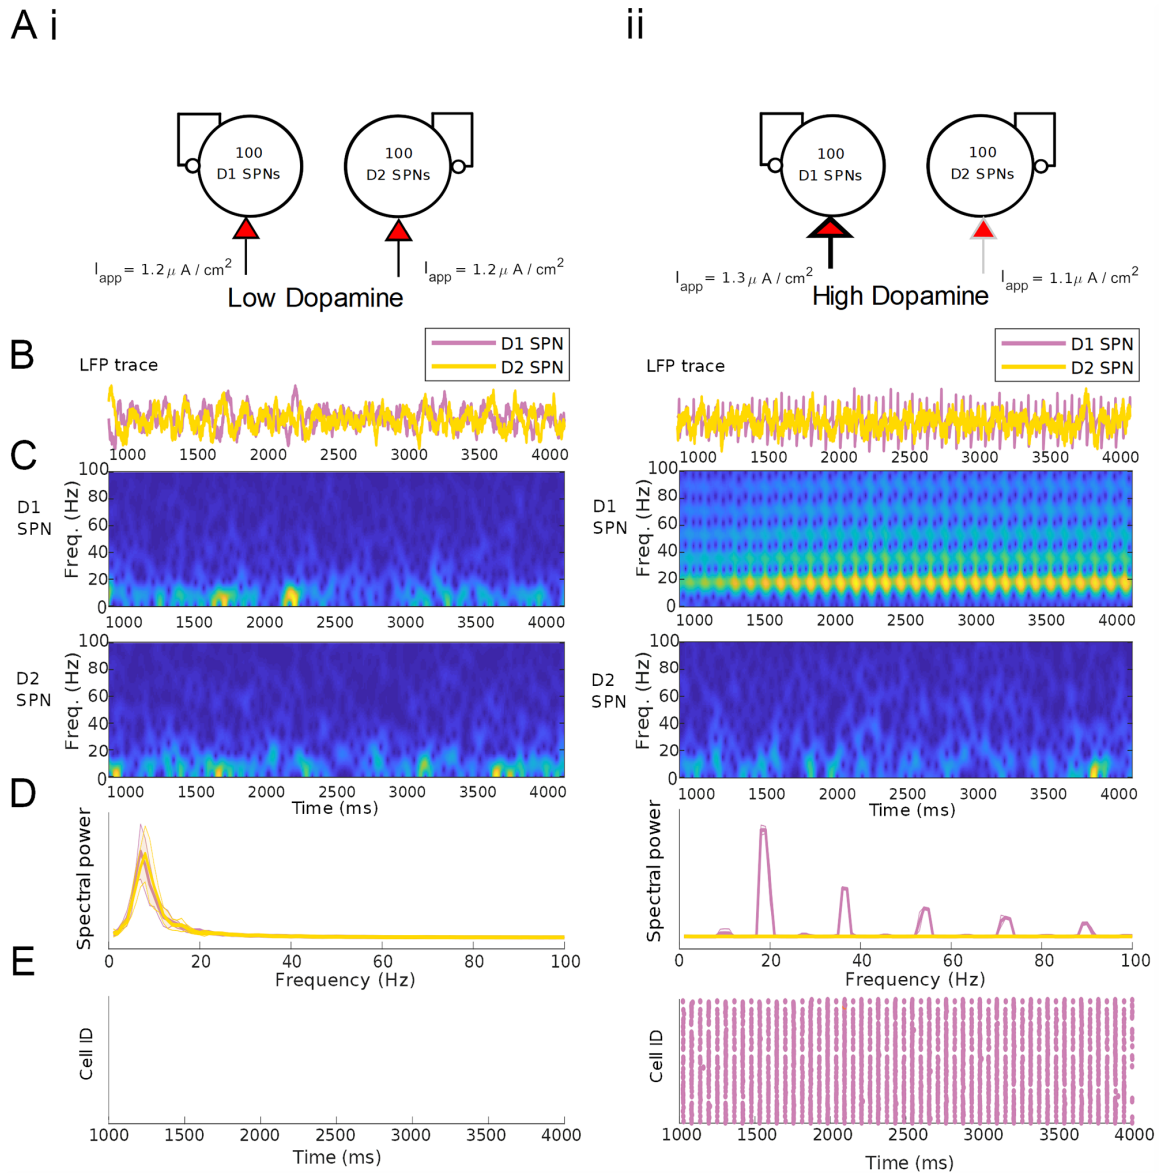 A i
ii
100
D1 SPNs
100
D2 SPNs
100
D1 SPNs
100
D2 SPNs
Iapp = 1.2 μ A / cm2
Iapp = 1.2 μ A / cm2
Iapp = 1.3 μ A / cm2
Iapp = 1.1 μ A / cm2
Low Dopamine
High Dopamine
B
LFP trace
D1 SPN
D2 SPN
LFP trace
D1 SPN
D2 SPN
1000 1500 2000 2500 3000 3500 4000
1000 1500 2000 2500 3000 3500 4000
C
D1
SPN
Freq. (Hz)
100
80
60
40
20
0
1000 1500 2000 2500 3000 3500 4000
D1
SPN
Freq. (Hz)
100
80
60
40
20
0
1000 1500 2000 2500 3000 3500 4000
D2
SPN
Freq. (Hz)
100
80
60
40
20
0
1000 1500 2000 2500 3000 3500 4000
Time (ms)
D2
SPN
Freq. (Hz)
100
80
60
40
20
0
1000 1500 2000 2500 3000 3500 4000
Time (ms)
D
Spectral power
0 20 40 60 80 100
Frequency (Hz)
Spectral power
0 20 40 60 80 100
Frequency (Hz)
E
Cell ID
1000 1500 2000 2500 3000 3500 4000
Time (ms)
Cell ID
1000 1500 2000 2500 3000 3500 4000
Time (ms)